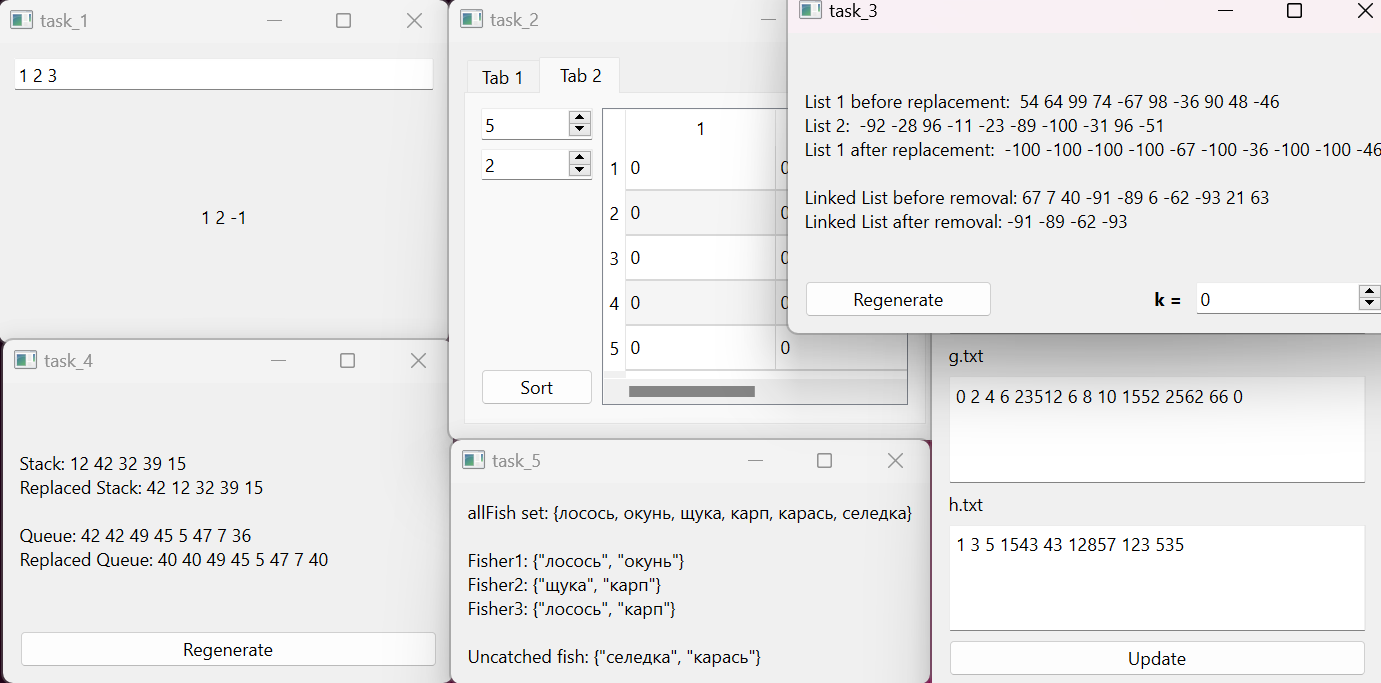 task_1
1 2 3
1 2 -1
task_2
Tab 1
Tab 2
5
2
1
1 0 0
2 0 0
3 0 0
4 0 0
5 0 0
Sort
task_3
List 1 before replacement: 54 64 99 74 -67 98 -36 90 48 -46
List 2: -92 -28 96 -11 -23 -89 -100 -31 96 -51
List 1 after replacement: -100 -100 -100 -100 -67 -100 -36 -100 -100 -46
Linked List before removal: 67 7 40 -91 -89 6 -62 -93 21 63
Linked List after removal: -91 -89 -62 -93
Regenerate
k =
0
task_4
Stack: 12 42 32 39 15
Replaced Stack: 42 12 32 39 15
Queue: 42 42 49 45 5 47 7 36
Replaced Queue: 40 40 49 45 5 47 7 40
Regenerate
task_5
allFish set: {лосось, окунь, щука, карп, карась, селедка}
Fisher1: {"лосось", "окунь"}
Fisher2: {"щука", "карп"}
Fisher3: {"лосось", "карп"}
Uncatched fish: {"селедка", "карась"}
g.txt
0 2 4 6 23512 6 8 10 1552 2562 66 0
h.txt
1 3 5 1543 43 12857 123 535
Update